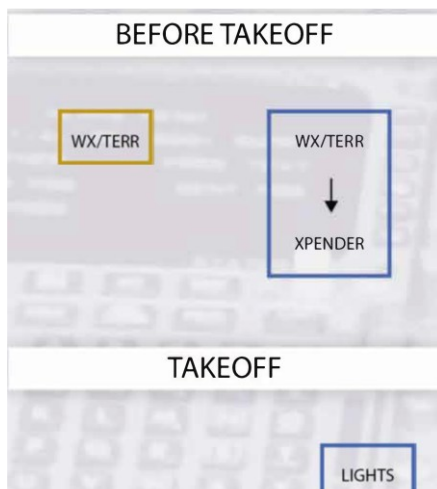 BEFORE TAKEOFF
WX/TERR
WX/TERR
XPENDER
TAKEOFF
LIGHTS